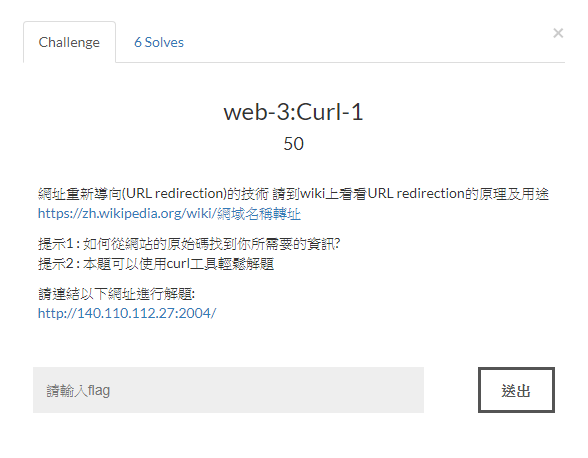 Challenge
6 Solves
×
web-3:Curl-1
50
網址重新導向(URL redirection)的技術 請到wiki上看看URL redirection的原理及用途
https://zh.wikipedia.org/wiki/網域名稱轉址
提示1 : 如何從網站的原始碼找到你所需要的資訊?
提示2 : 本題可以使用curl工具輕鬆解題
請連結以下網址進行解題:
http://140.110.112.27:2004/
請輸入flag
送出